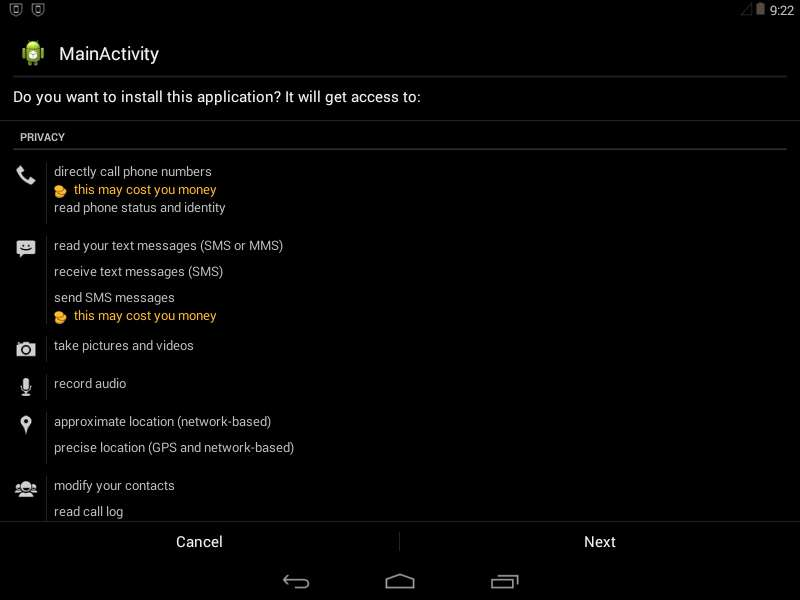 9:22
MainActivity
Do you want to install this application? It will get access to:
PRIVACY
directly call phone numbers
this may cost you money
read phone status and identity
read your text messages (SMS or MMS)
receive text messages (SMS)
send SMS messages
this may cost you money
take pictures and videos
record audio
approximate location (network-based)
precise location (GPS and network-based)
modify your contacts
read call log
Cancel
Next